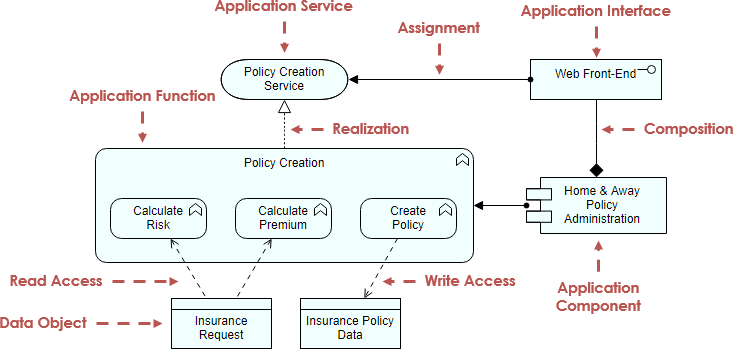 Application Service
Application Interface
Assignment
Policy Creation
Service
Web Front-End
Application Function
Realization
Composition
Policy Creation
Calculate
Risk
Calculate
Premium
Create
Policy
Home & Away
Policy
Administration
Read Access
Write Access
Application
Component
Data Object
Insurance
Request
Insurance Policy
Data